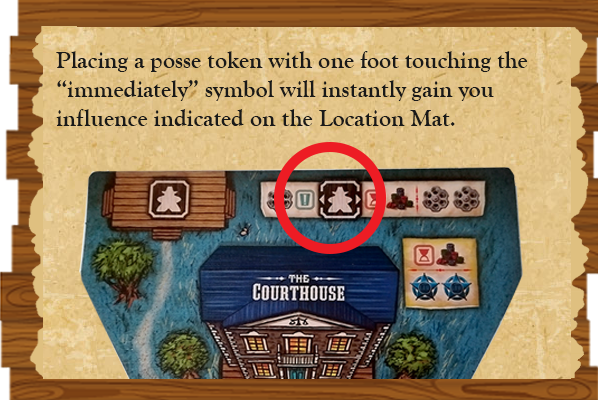 Placing a posse token with one foot touching the
“immediately” symbol will instantly gain you
influence indicated on the Location Mat.
THE
COURTHOUSE